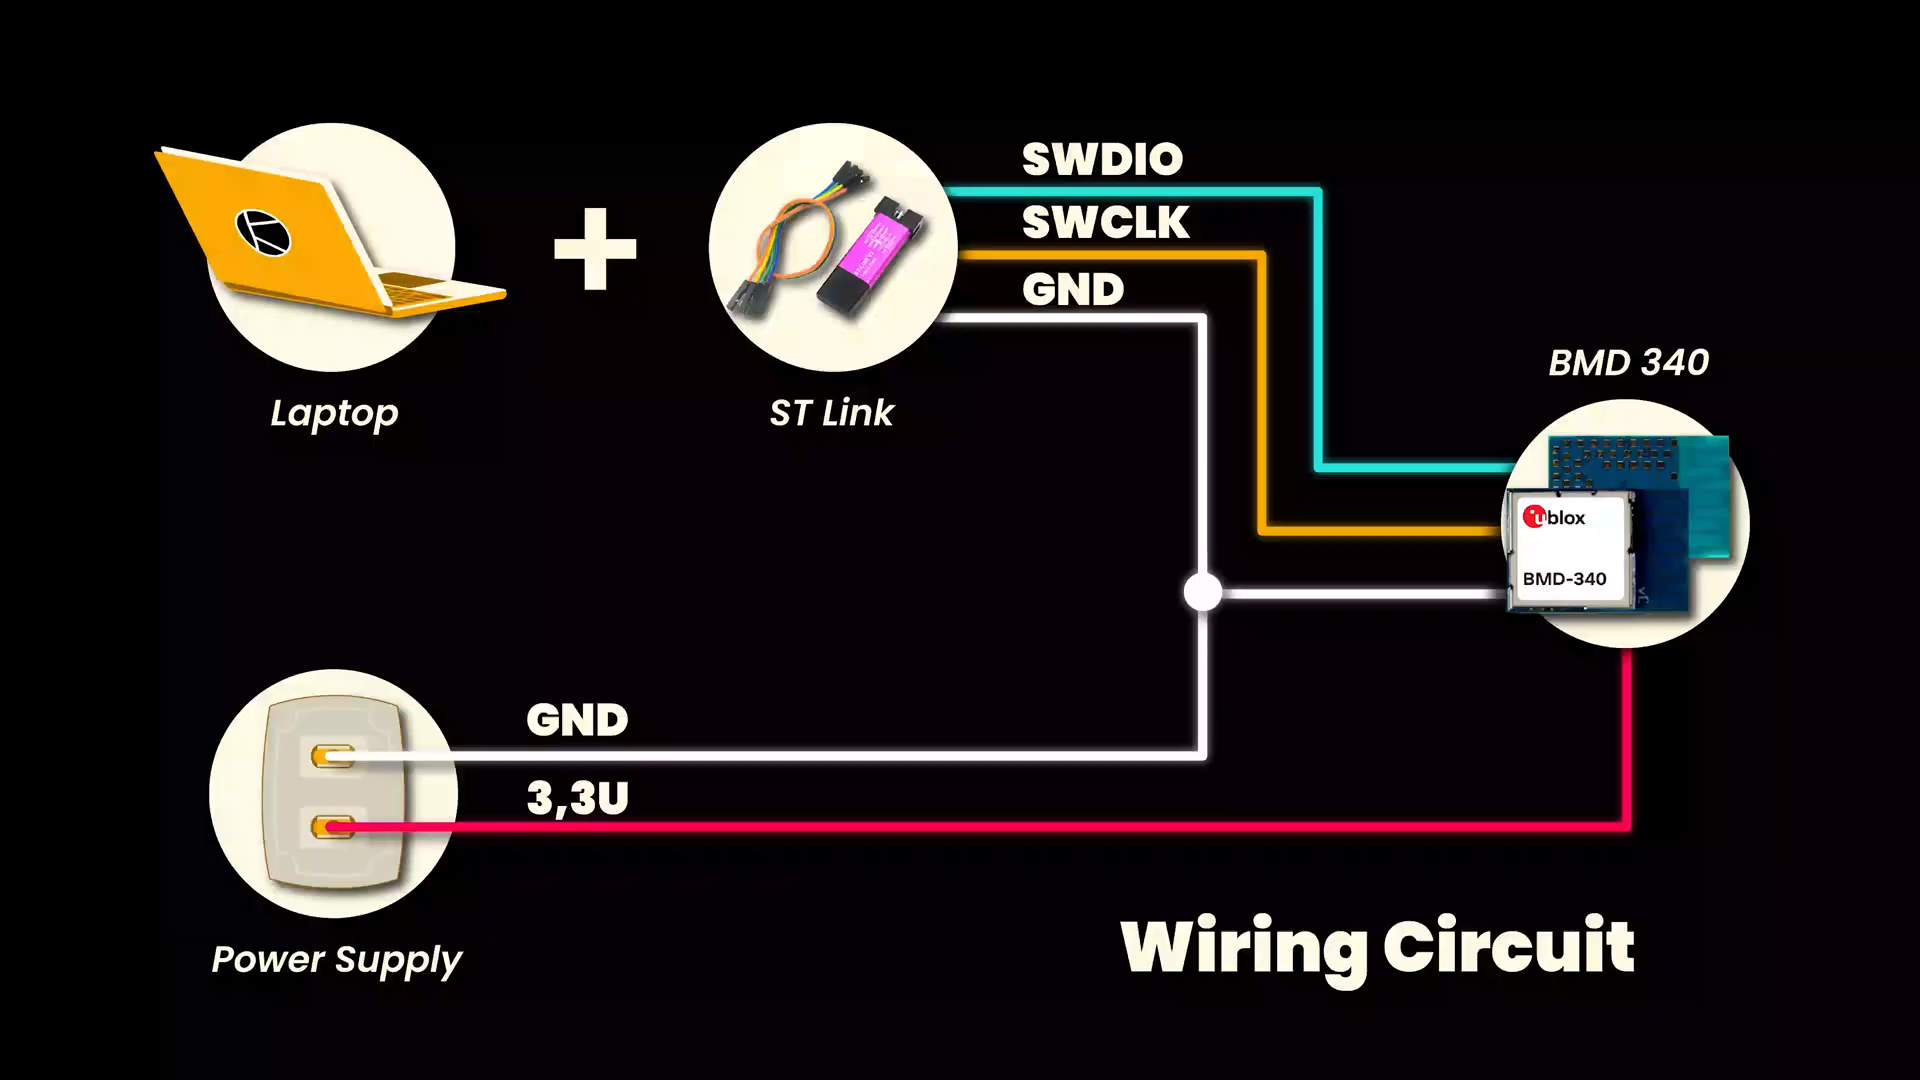 SWDIO
SWCLK
GND
Laptop
ST Link
BMD 340
ublox
BMD-340
GND
3,3U
Power Supply
Wiring Circuit